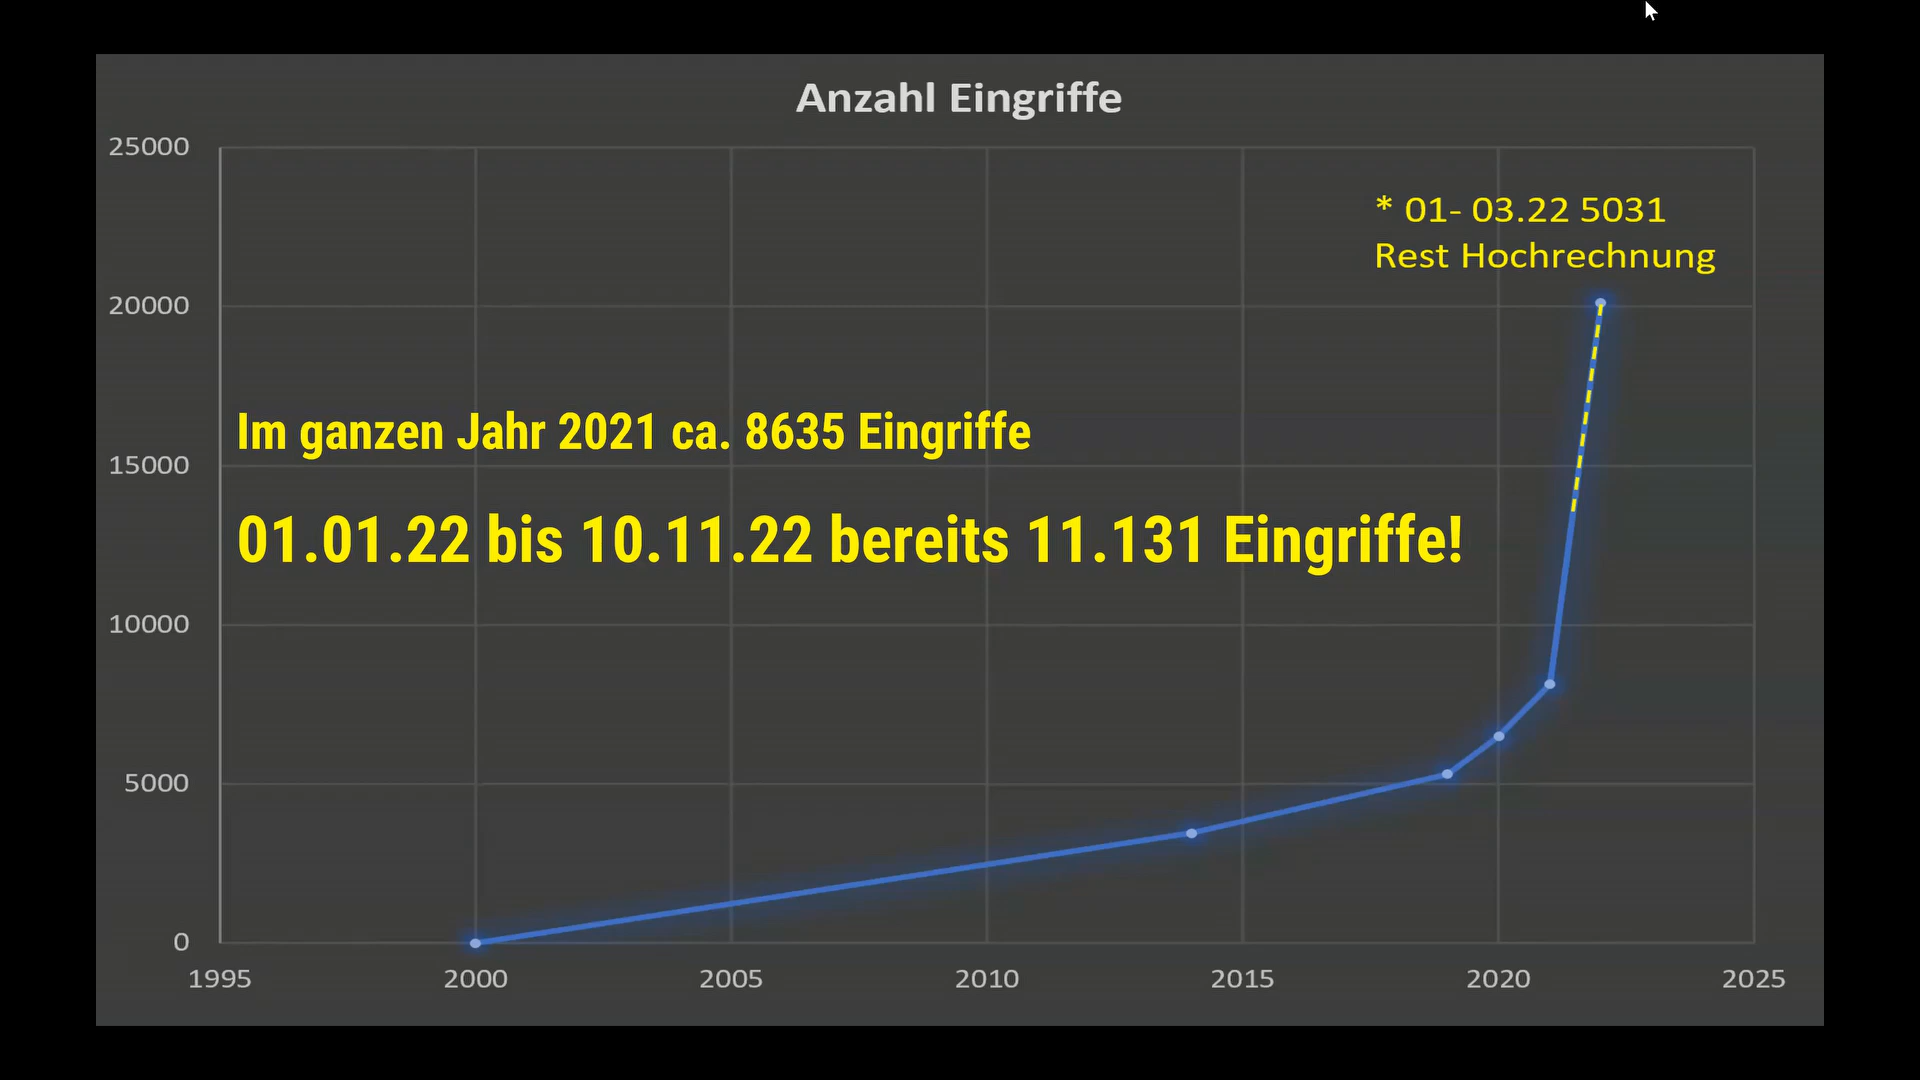 Anzahl Eingriffe
25000
* 01- 03.22 5031
Rest Hochrechnung
20000
Im ganzen Jahr 2021 ca. 8635 Eingriffe
15000
01.01.22 bis 10.11.22 bereits 11.131 Eingriffe!
10000
5000
0
1995 2000 2005 2010 2015 2020 2025